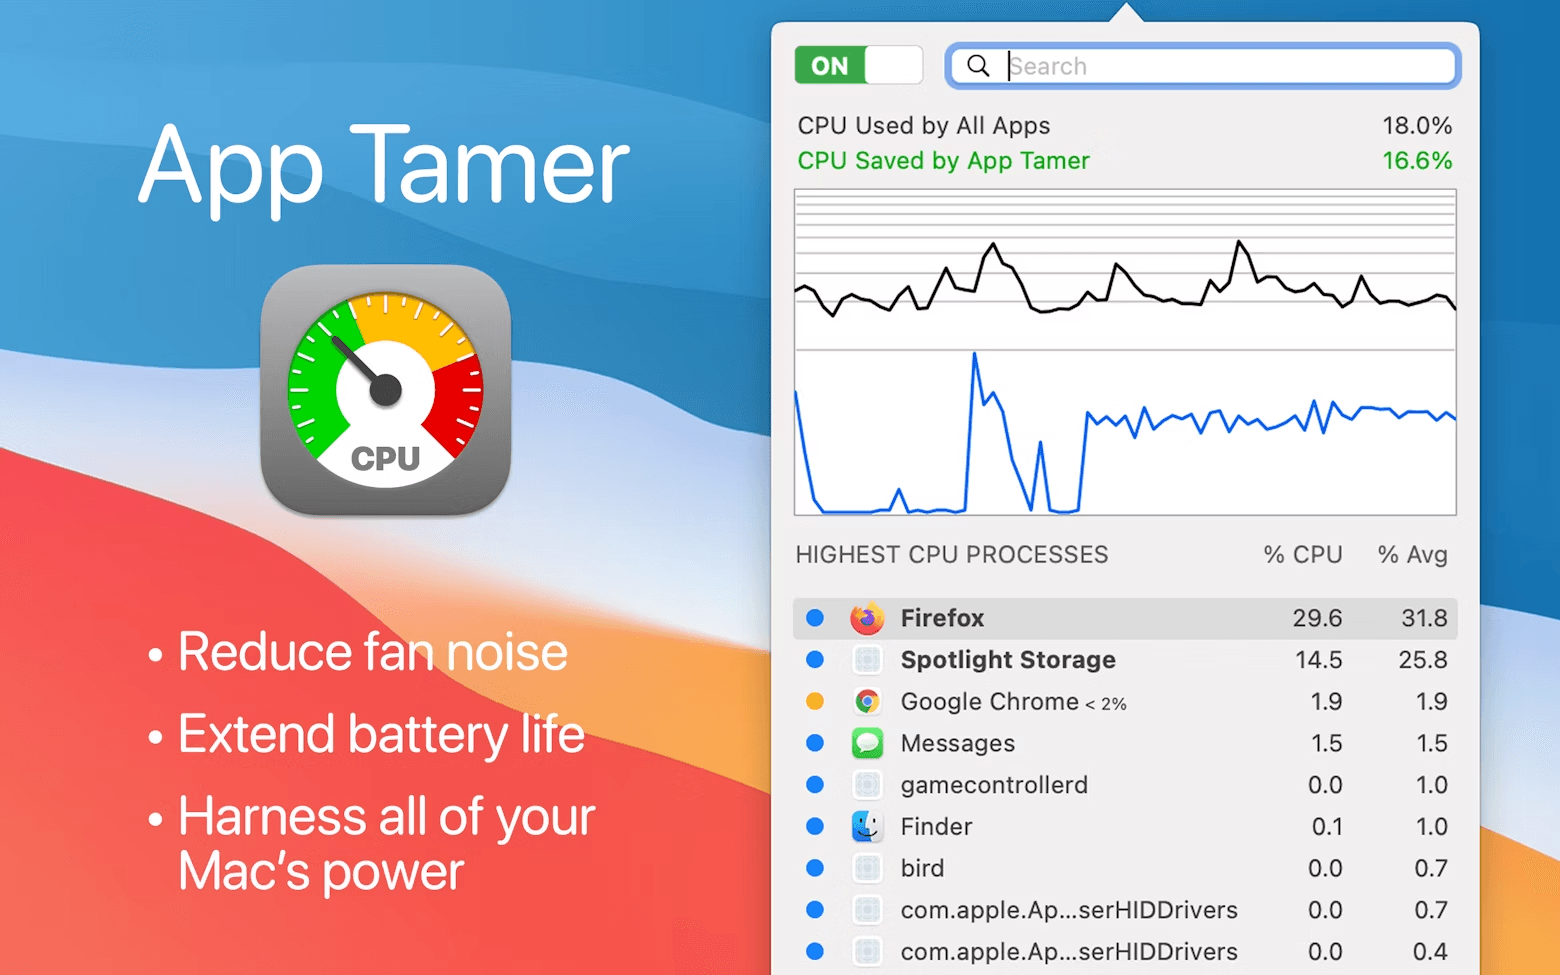 App Tamer
CPU
• Reduce fan noise
• Extend battery life
• Harness all of your
Mac's power
ON
Search
CPU Used by All Apps 18.0%
CPU Saved by App Tamer 16.6%
HIGHEST CPU PROCESSES % CPU % Avg
Firefox 29.6 31.8
Spotlight Storage 14.5 25.8
Google Chrome < 2% 1.9 1.9
Messages 1.5 1.5
gamecontrollerd 0.0 1.0
Finder 0.1 1.0
bird 0.0 0.7
com.apple.Ap...serHIDDrivers 0.0 0.7
com.apple.Ap...serHIDDrivers 0.0 0.4